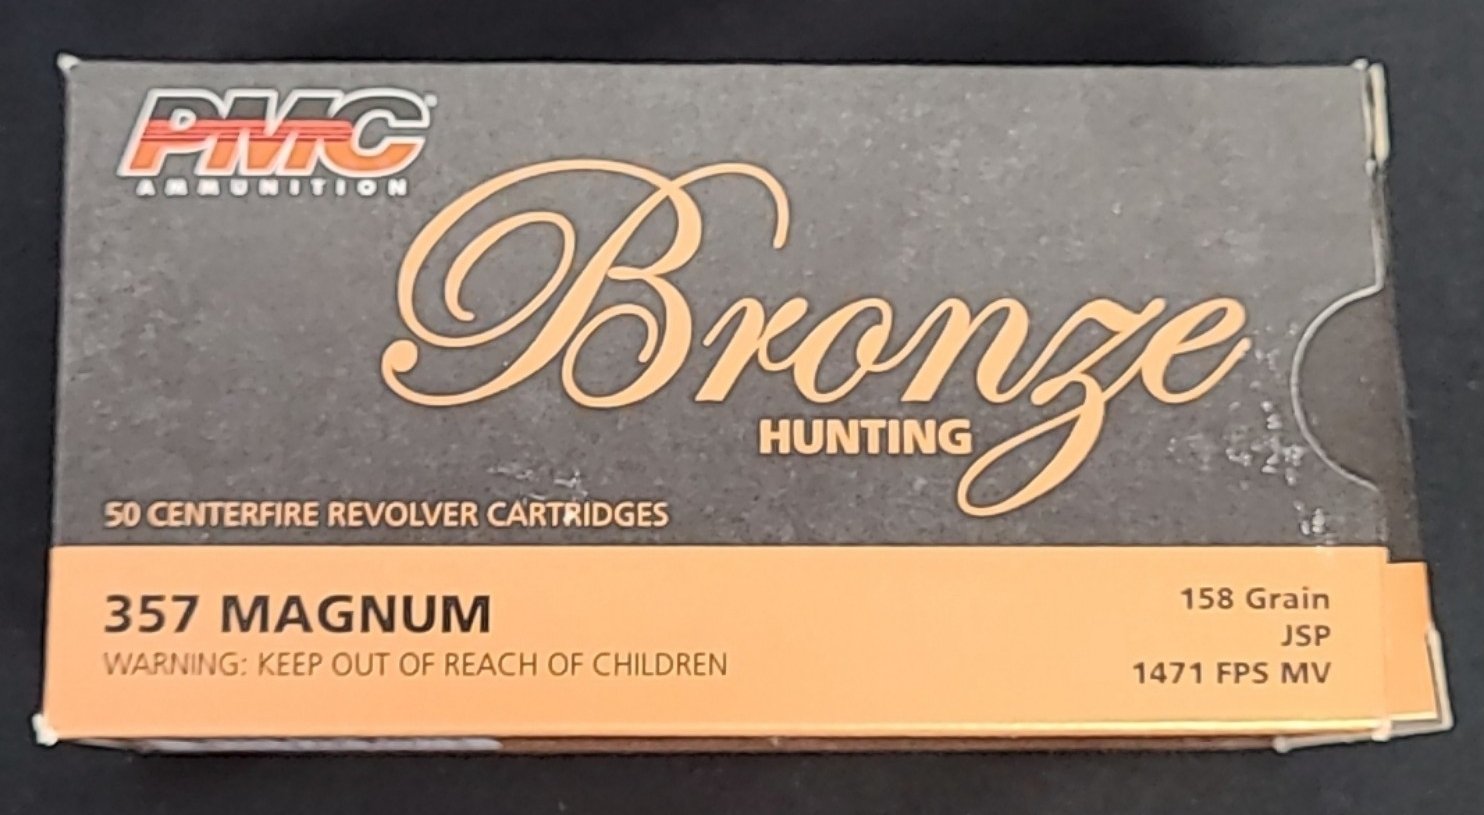 PMC
AMMUNITION
Bronze
HUNTING
50 CENTERFIRE REVOLVER CARTRIDGES
357 MAGNUM
WARNING: KEEP OUT OF REACH OF CHILDREN
158 Grain
JSP
1471 FPS MV